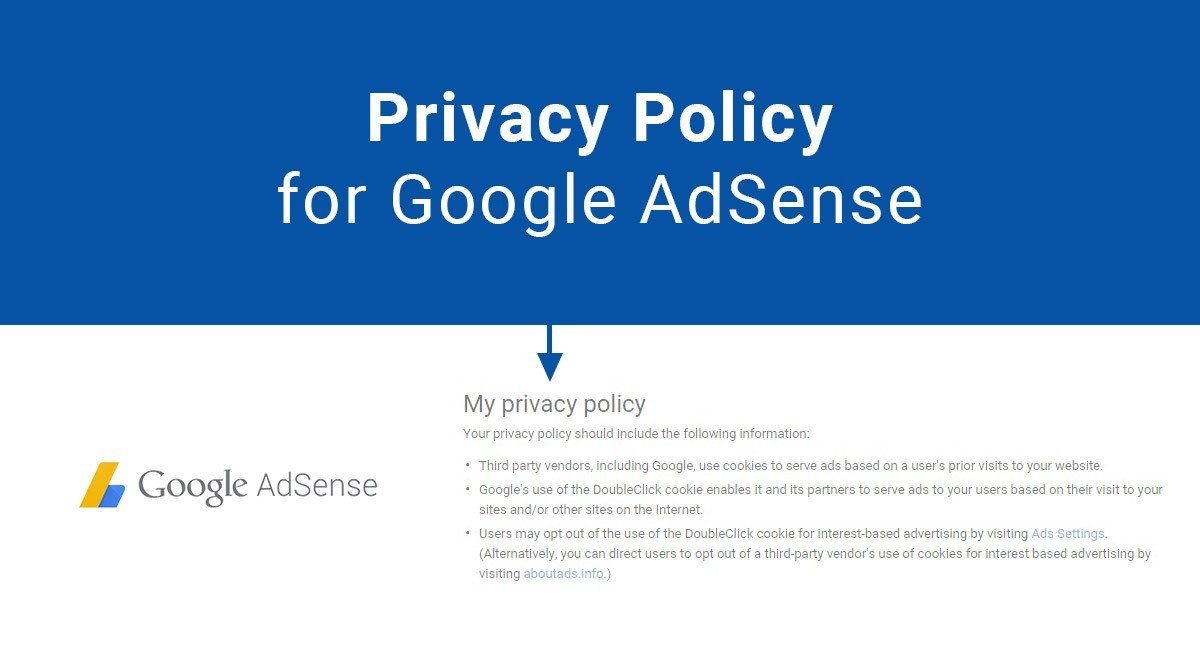 Privacy Policy
for Google AdSense
My privacy policy
Your privacy policy should include the following information:
• Third party vendors, including Google, use cookies to serve ads based on a user's prior visits to your website.
• Google's use of the DoubleClick cookie enables it and its partners to serve ads to your users based on their visit to your
sites and/or other sites on the Internet.
• Users may opt out of the use of the DoubleClick cookie for interest-based advertising by visiting Ads Settings.
(Alternatively, you can direct users to opt out of a third-party vendor's use of cookies for interest based advertising by
visiting aboutads.info.)
Google AdSense